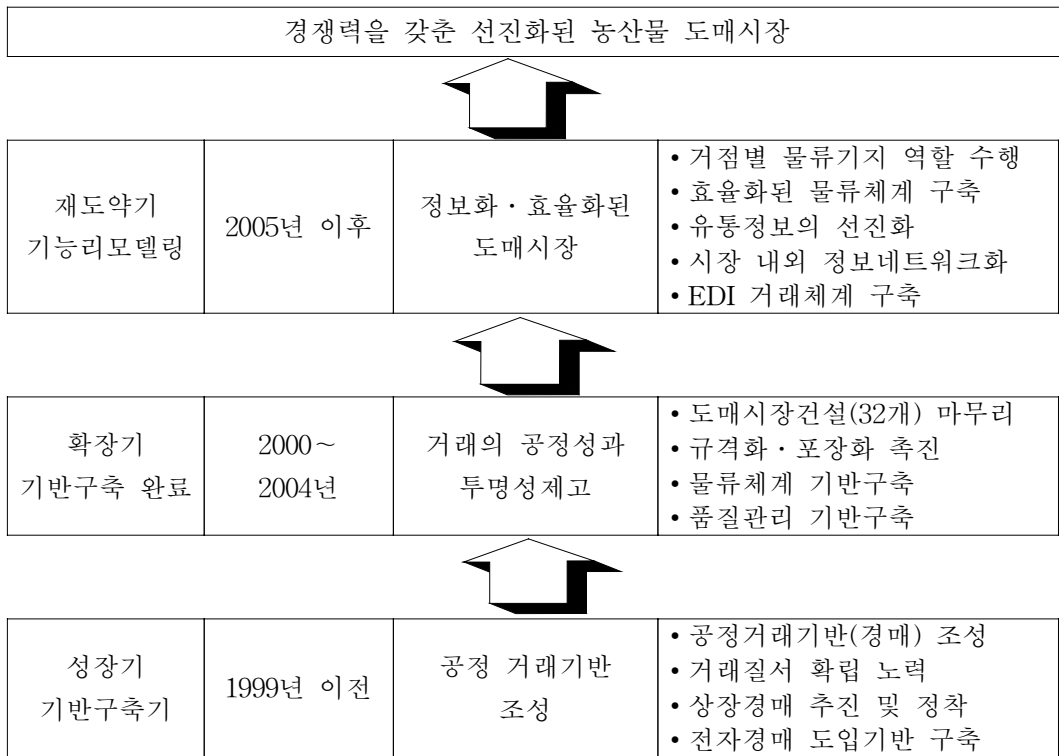 경쟁력을 갖춘 선진화된 농산물 도매시장
재도약기
기능리모델링
2005년 이후
정보화·효율화된
도매시장
• 거점별 물류기지 역할 수행
• 효율화된 물류체계 구축
• 유통정보의 선진화
• 시장 내외 정보네트워크화
• EDI 거래체계 구축
확장기
기반구축 완료
2000～
2004년
거래의 공정성과
투명성제고
• 도매시장건설(32개) 마무리
• 규격화·포장화 촉진
• 물류체계 기반구축
• 품질관리 기반구축
성장기
기반구축기
1999년 이전
공정 거래기반
조성
• 공정거래기반(경매) 조성
• 거래질서 확립 노력
• 상장경매 추진 및 정착
• 전자경매 도입기반 구축